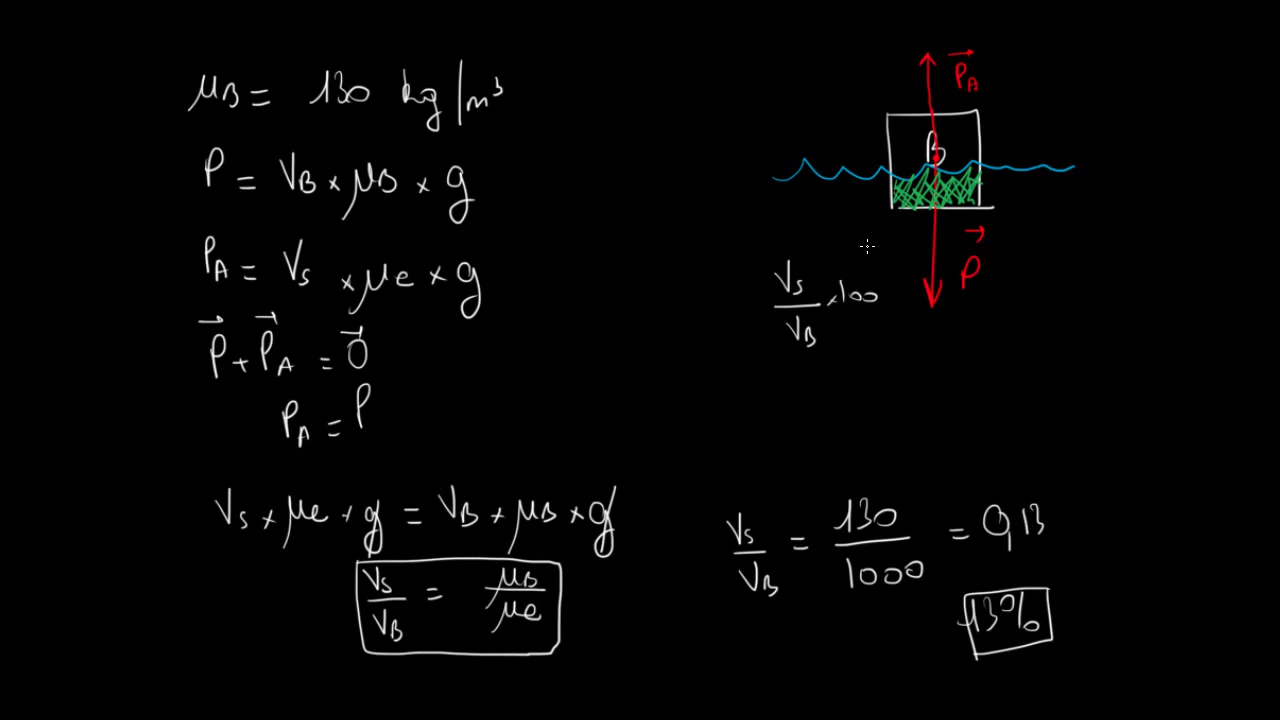 μB = 130 kg/m³
P = VB × μB × g
PA = Vs × μe × g
P⃗ + P⃗A = 0⃗
PA = P
Vs × μe × g = VB × μB × g
Vs/VB = μB/μe
P⃗A
B
P⃗
Vs/VB × 100
Vs/VB = 130/1000 = 0,13
13%